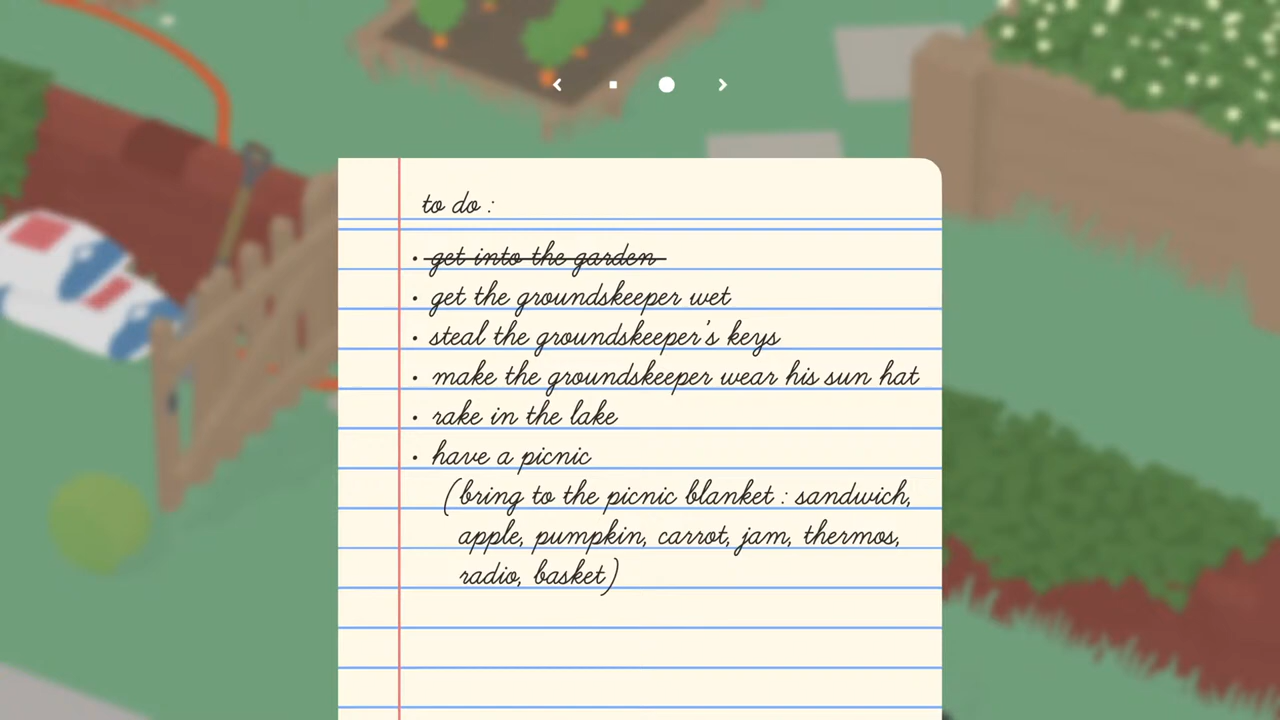 to do :
• get into the garden
• get the groundskeeper wet
• steal the groundskeeper's keys
• make the groundskeeper wear his sun hat
• rake in the lake
• have a picnic
(bring to the picnic blanket : sandwich,
apple, pumpkin, carrot, jam, thermos,
radio, basket)